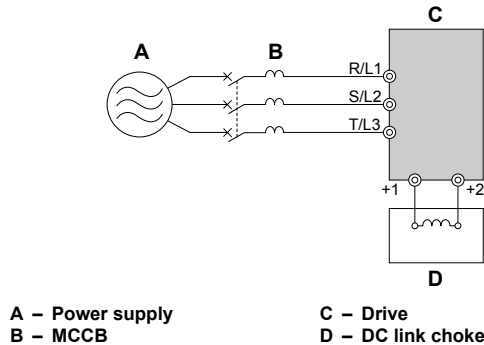 C
A
B
R/L1
S/L2
T/L3
+1
+2
D
A – Power supply
B – MCCB
C – Drive
D – DC link choke